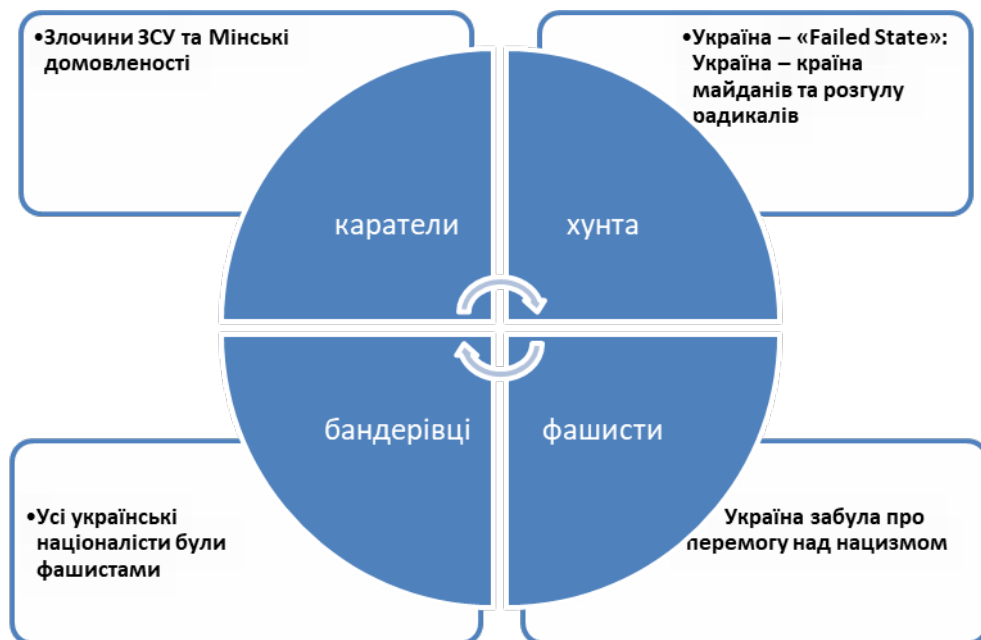 •Злочини ЗСУ та Мінські
домовленості
•Україна – «Failed State»:
Україна – країна
майданів та розгулу
радикалів
каратели
хунта
бандерівці
фашисти
•Усі українські
націоналісти були
фашистами
Україна забула про
перемогу над нацизмом